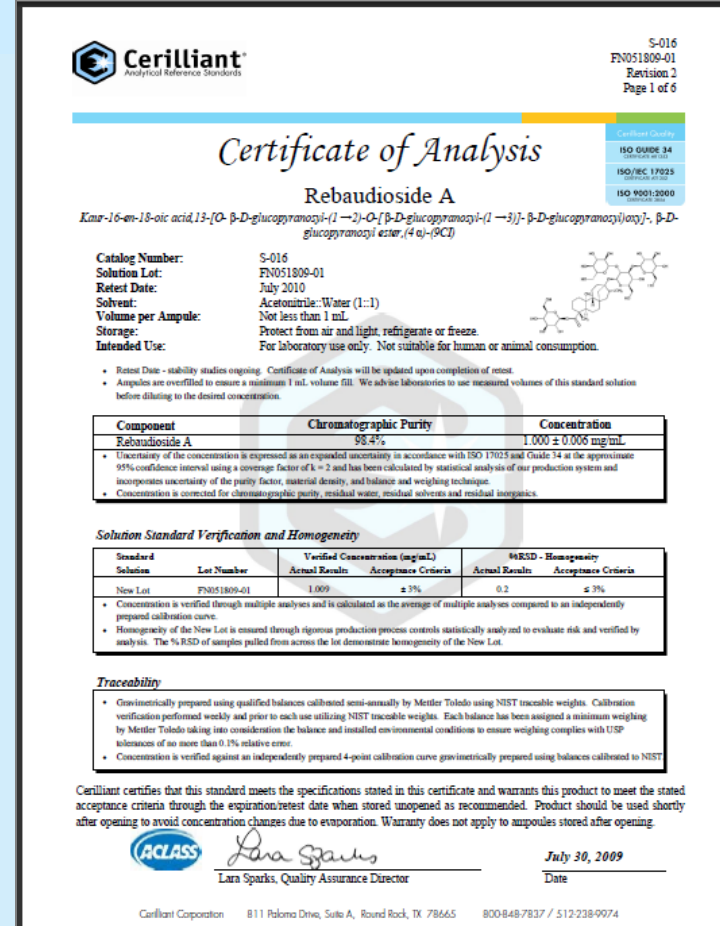 Cerilliant®
Analytical Reference Standards
S-016
FN051809-01
Revision 2
Page 1 of 6
Certificate of Analysis
Cerilliant Quality
ISO GUIDE 34
ISO/IEC 17025
ISO 9001:2000
Rebaudioside A
Kaur-16-en-18-oic acid,13-[O- β-D-glucopyranosyl-(1→2)-O-[β-D-glucopyranosyl-(1→3)]- β-D-glucopyranosyl)oxy]-, β-D-
glucopyranosyl ester,(4 α)-(9CI)
Catalog Number: S-016
Solution Lot: FN051809-01
Retest Date: July 2010
Solvent: Acetonitrile::Water (1::1)
Volume per Ampule: Not less than 1 mL
Storage: Protect from air and light, refrigerate or freeze.
Intended Use: For laboratory use only. Not suitable for human or animal consumption.
• Retest Date - stability studies ongoing. Certificate of Analysis will be updated upon completion of retest.
• Ampules are overfilled to ensure a minimum 1 mL volume fill. We advise laboratories to use measured volumes of this standard solution
before diluting to the desired concentration.
Component Chromatographic Purity Concentration
Rebaudioside A 98.4% 1.000 ± 0.006 mg/mL
• Uncertainty of the concentration is expressed as an expanded uncertainty in accordance with ISO 17025 and Guide 34 at the approximate
95% confidence interval using a coverage factor of k = 2 and has been calculated by statistical analysis of our production system and
incorporates uncertainty of the purity factor, material density, and balance and weighing technique.
• Concentration is corrected for chromatographic purity, residual water, residual solvents and residual inorganics.
Solution Standard Verification and Homogeneity
Standard Verified Concentration (mg/mL) %RSD - Homogeneity
Solution Lot Number Actual Results Acceptance Criteria Actual Results Acceptance Criteria
New Lot FN051809-01 1.009 ± 3% 0.2 ≤ 3%
• Concentration is verified through multiple analyses and is calculated as the average of multiple analyses compared to an independently
prepared calibration curve.
• Homogeneity of the New Lot is ensured through rigorous production process controls statistically analyzed to evaluate risk and verified by
analysis. The %RSD of samples pulled from across the lot demonstrate homogeneity of the New Lot.
Traceability
• Gravimetrically prepared using qualified balances calibrated semi-annually by Mettler Toledo using NIST traceable weights. Calibration
verification performed weekly and prior to each use utilizing NIST traceable weights. Each balance has been assigned a minimum weighing
by Mettler Toledo taking into consideration the balance and installed environmental conditions to ensure weighing complies with USP
tolerances of no more than 0.1% relative error.
• Concentration is verified against an independently prepared 4-point calibration curve gravimetrically prepared using balances calibrated to NIST.
Cerilliant certifies that this standard meets the specifications stated in this certificate and warrants this product to meet the stated
acceptance criteria through the expiration/retest date when stored unopened as recommended. Product should be used shortly
after opening to avoid concentration changes due to evaporation. Warranty does not apply to ampoules stored after opening.
ACLASS
Lara Sparks
July 30, 2009
Lara Sparks, Quality Assurance Director
Date
Cerilliant Corporation 811 Paloma Drive, Suite A, Round Rock, TX 78665 800-848-7837 / 512-238-9974